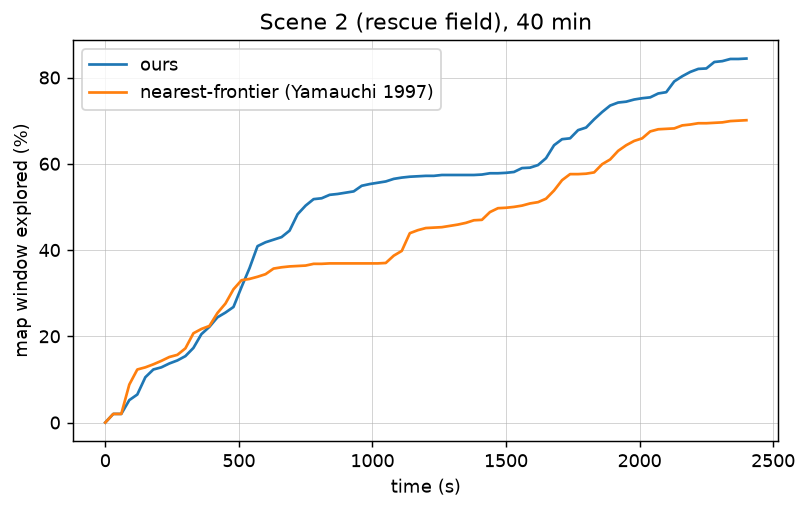 Scene 2 (rescue field), 40 min
ours
nearest-frontier (Yamauchi 1997)
map window explored (%)
80
60
40
20
0
0 500 1000 1500 2000 2500
time (s)